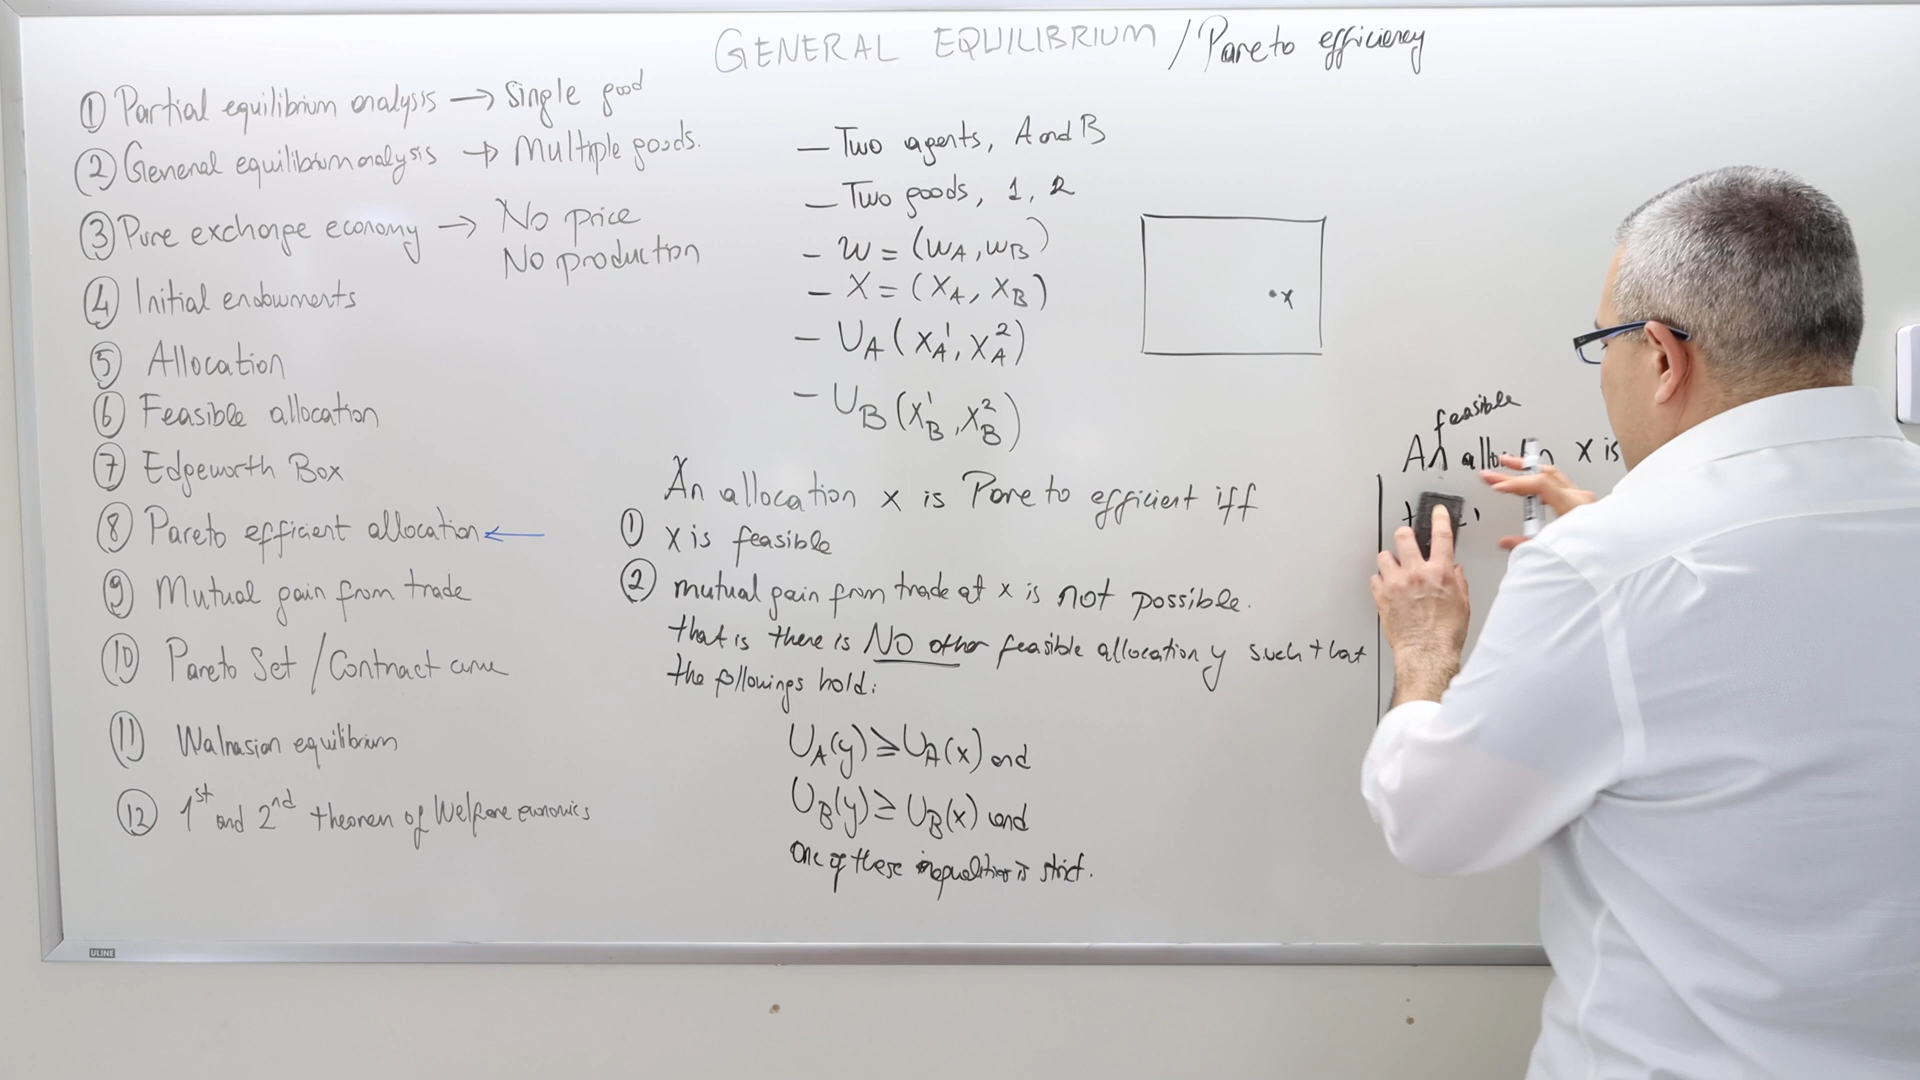 GENERAL EQUILIBRIUM / Pareto efficiency
① Partial equilibrium analysis → Single good
② General equilibrium analysis → Multiple goods.
③ Pure exchange economy → No price
No production
④ Initial endowments
⑤ Allocation
⑥ Feasible allocation
⑦ Edgeworth Box
⑧ Pareto efficient allocation ←
⑨ Mutual gain from trade
⑩ Pareto Set / Contract curve
⑪ Walrasian equilibrium
⑫ 1st and 2nd theorem of Welfare economics
— Two agents, A and B
— Two goods, 1, 2
— w = (wA, wB)
— X = (XA, XB)
— UA (XA¹, XA²)
— UB (XB¹, XB²)
•x
An allocation x is Pareto efficient iff
① x is feasible
② mutual gain from trade at x is not possible.
that is there is NO other feasible allocation y such that
the followings hold:
UA(y) ≥ UA(x) and
UB(y) ≥ UB(x) and
One of these inequalities is strict.
feasible
An x is
ULINE